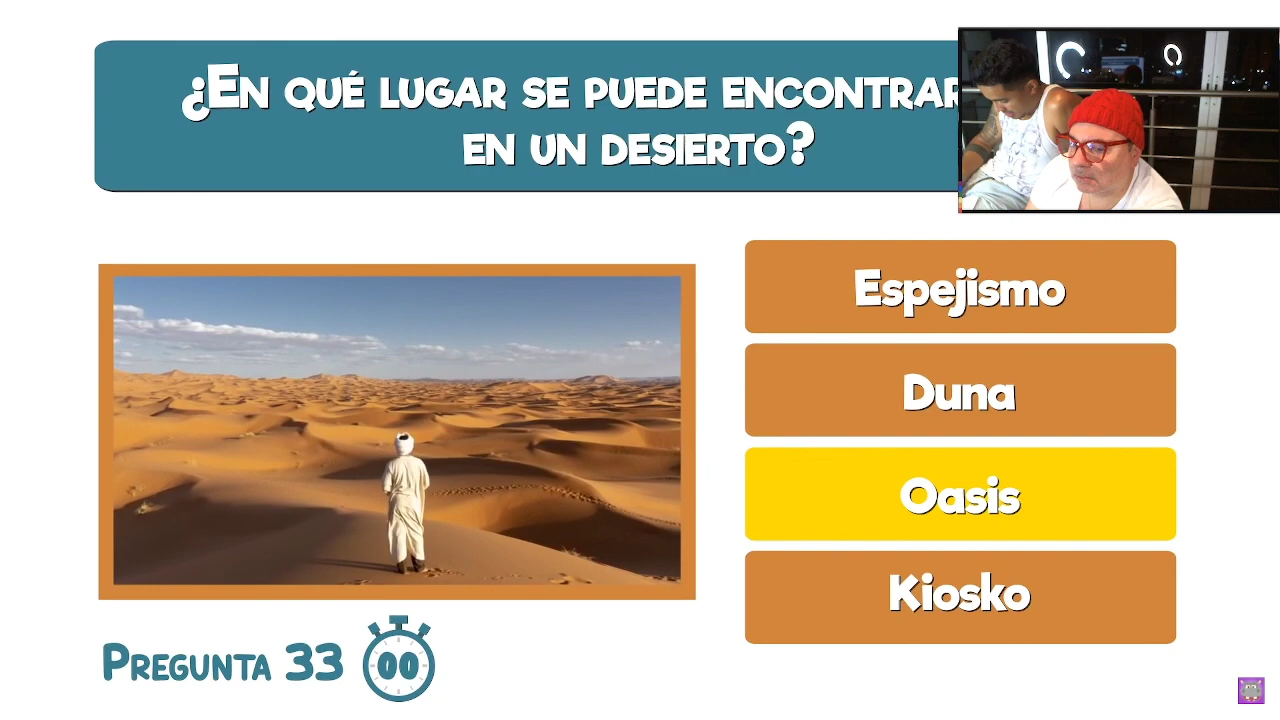 ¿En qué lugar se puede encontrar
en un desierto?
Espejismo
Duna
Oasis
Kiosko
Pregunta 33
00